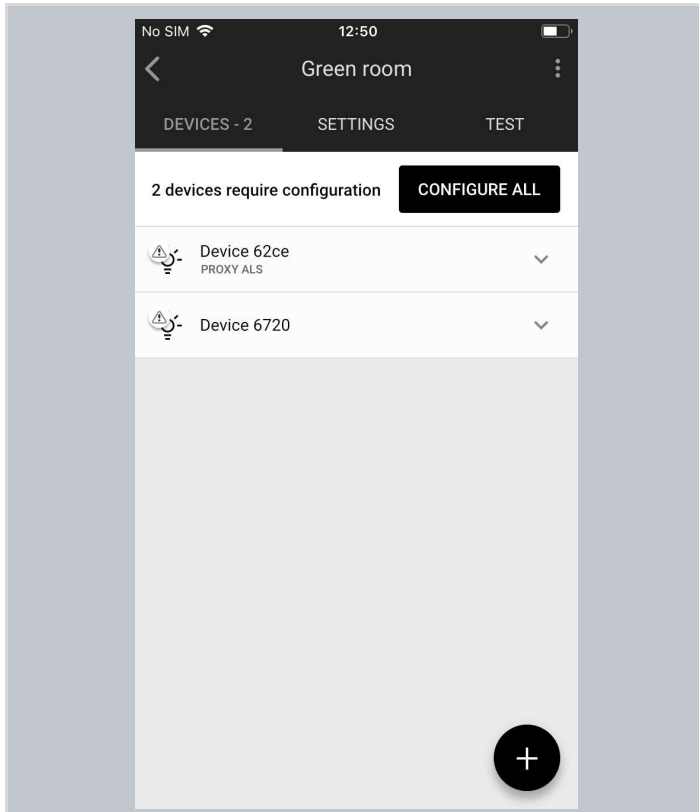 No SIM 12:50
Green room
DEVICES - 2 SETTINGS TEST
2 devices require configuration CONFIGURE ALL
Device 62ce
PROXY ALS
Device 6720